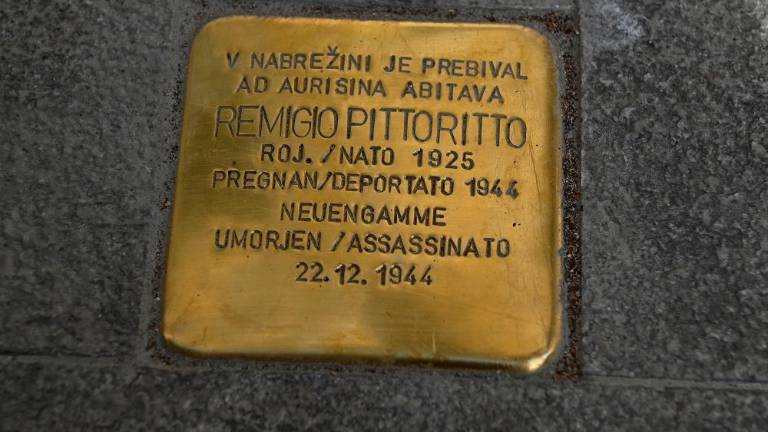 V NABREŽINI JE PREBIVAL
AD AURISINA ABITAVA
REMIGIO PITTORITTO
ROJ. /NATO 1925
PREGNAN/DEPORTATO 1944
NEUENGAMME
UMORJEN /ASSASSINATO
22.12. 1944